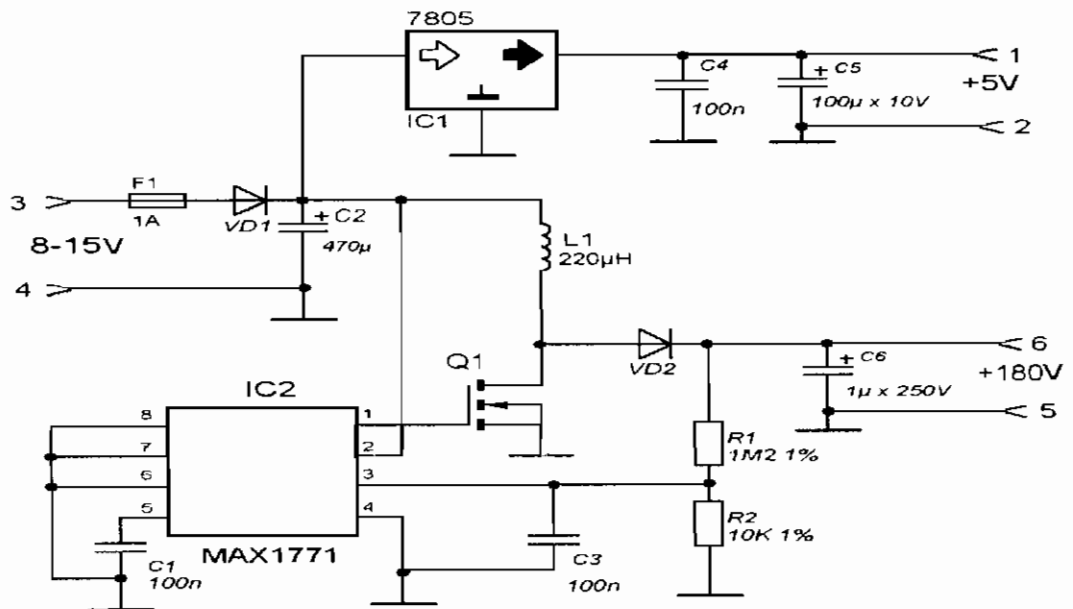 7805
IC1
C4
100n
+ C5
100µ x 10V
1
+5V
2
3
F1
1A
VD1
8-15V
4
+ C2
470µ
L1
220µH
Q1
VD2
6
+180V
5
+ C6
1µ x 250V
IC2
8
7
6
5
1
2
3
4
MAX1771
C1
100n
C3
100n
R1
1M2 1%
R2
10K 1%